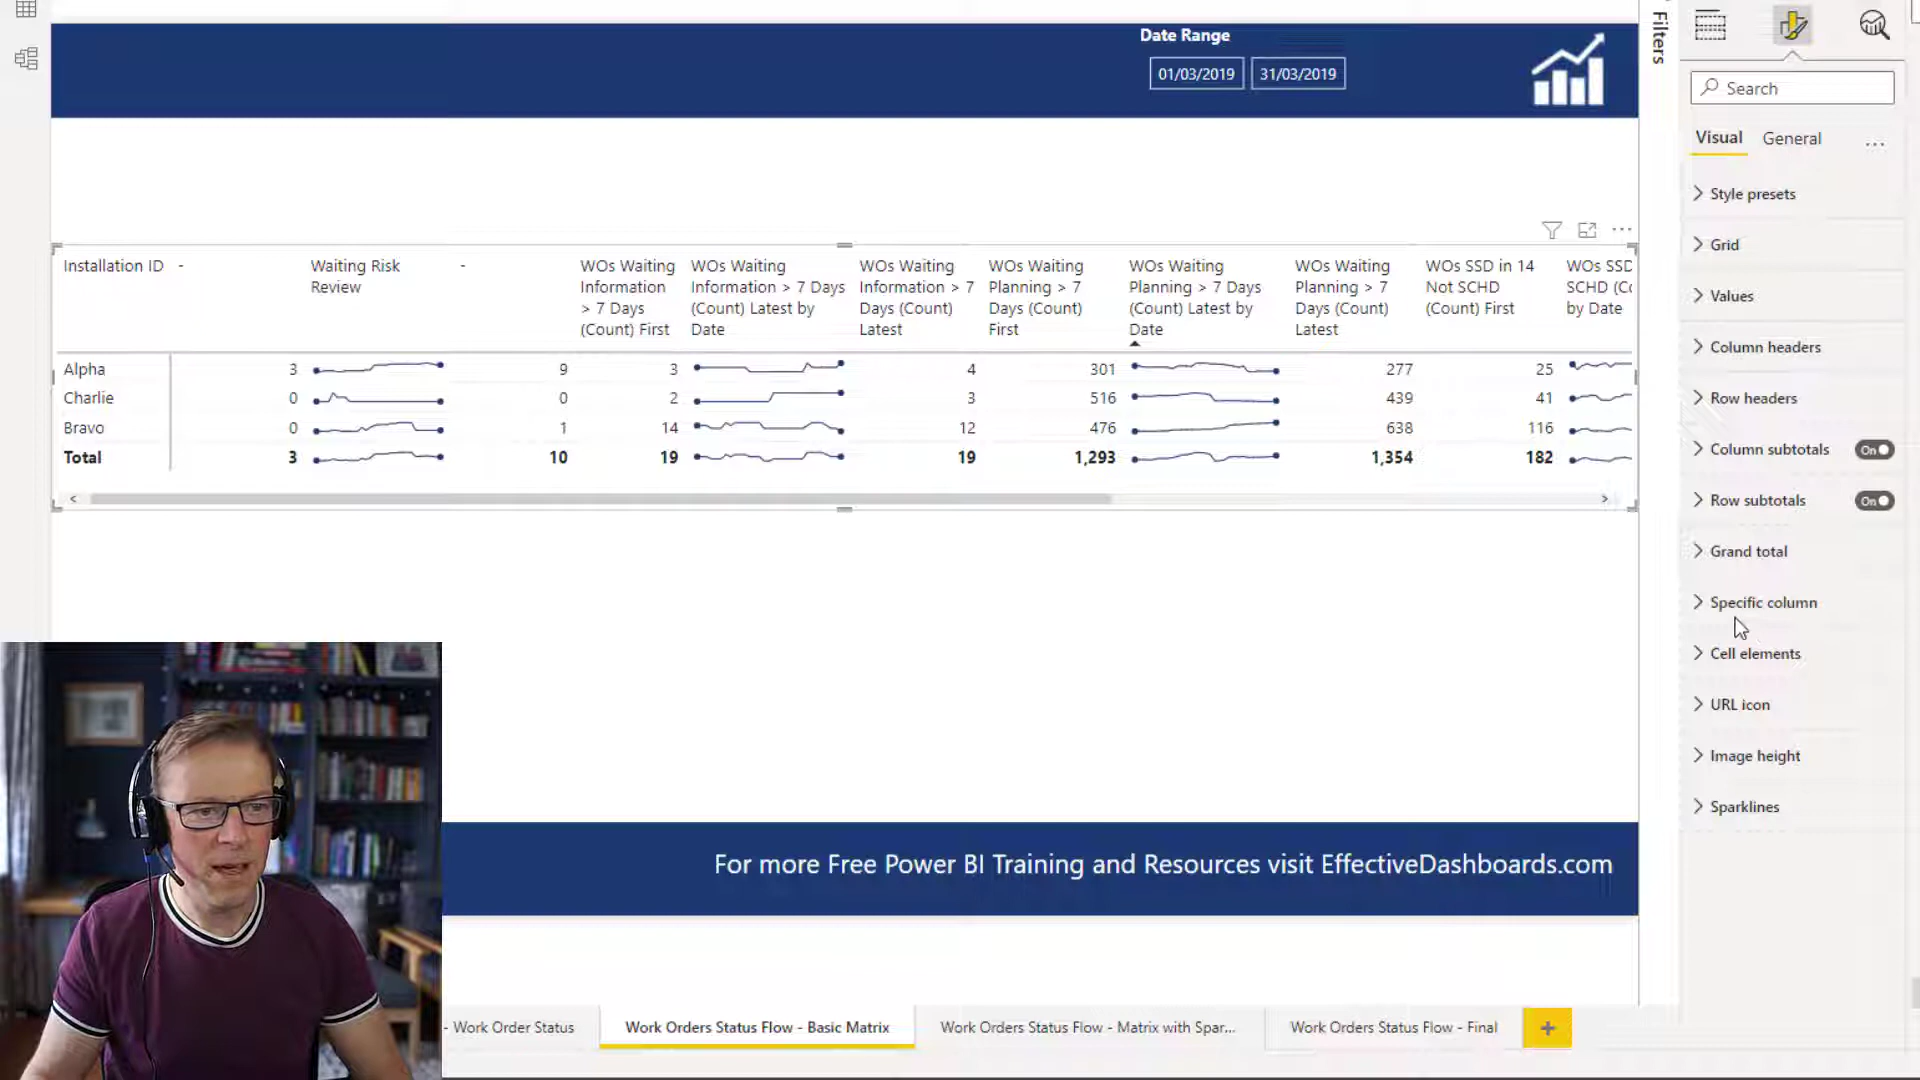 Date Range
01/03/2019 31/03/2019
Filters
Search
Visual General
Style presets
Grid
Values
Column headers
Row headers
Column subtotals On
Row subtotals On
Grand total
Specific column
Cell elements
URL icon
Image height
Sparklines
Installation ID - Waiting Risk Review - WOs Waiting Information > 7 Days (Count) First WOs Waiting Information > 7 Days (Count) Latest by Date WOs Waiting Information > 7 Days (Count) Latest WOs Waiting Planning > 7 Days (Count) First WOs Waiting Planning > 7 Days (Count) Latest by Date WOs Waiting Planning > 7 Days (Count) Latest WOs SSD in 14 Not SCHD (Count) First WOs SSD SCHD (Co by Date
Alpha 3 9 3 4 301 277 25
Charlie 0 0 2 3 516 439 41
Bravo 0 1 14 12 476 638 116
Total 3 10 19 19 1,293 1,354 182
For more Free Power BI Training and Resources visit EffectiveDashboards.com
- Work Order Status Work Orders Status Flow - Basic Matrix Work Orders Status Flow - Matrix with Spar... Work Orders Status Flow - Final +